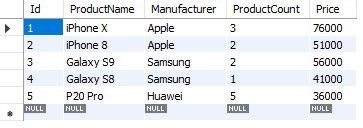 Id ProductName Manufacturer ProductCount Price
1 iPhone X Apple 3 76000
2 iPhone 8 Apple 2 51000
3 Galaxy S9 Samsung 2 56000
4 Galaxy S8 Samsung 1 41000
5 P20 Pro Huawei 5 36000
NULL NULL NULL NULL NULL